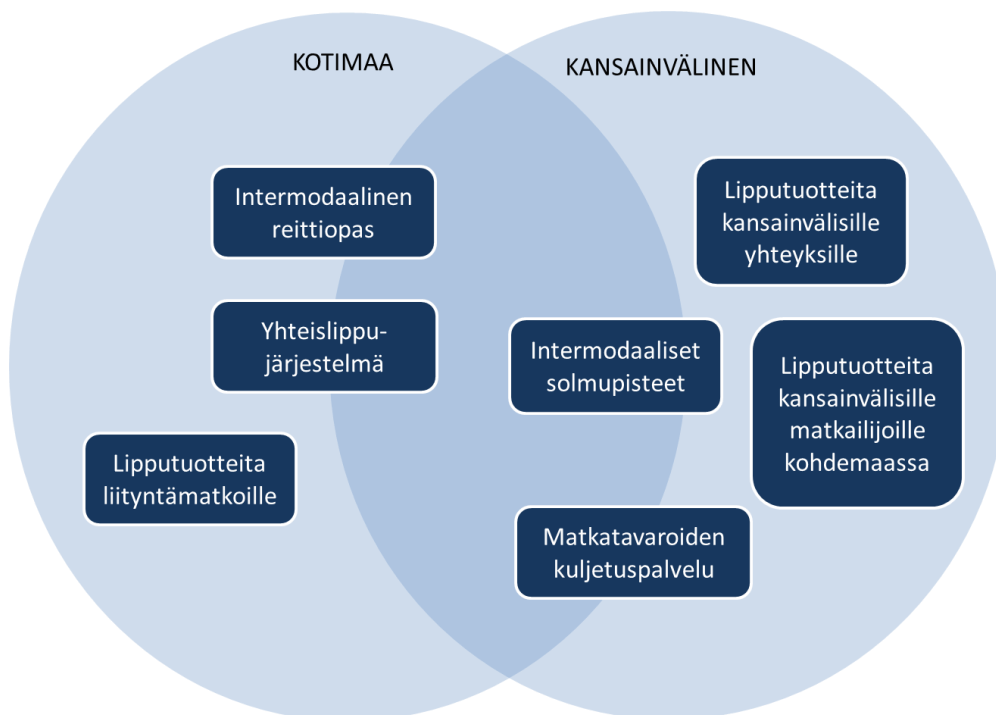 KOTIMAA
KANSAINVÄLINEN
Intermodaalinen
reittiopas
Yhteislippu-
järjestelmä
Lipputuotteita
liityntämatkoille
Intermodaaliset
solmupisteet
Matkatavaroiden
kuljetuspalvelu
Lipputuotteita
kansainvälisille
yhteyksille
Lipputuotteita
kansainvälisille
matkailijoille
kohdemaassa